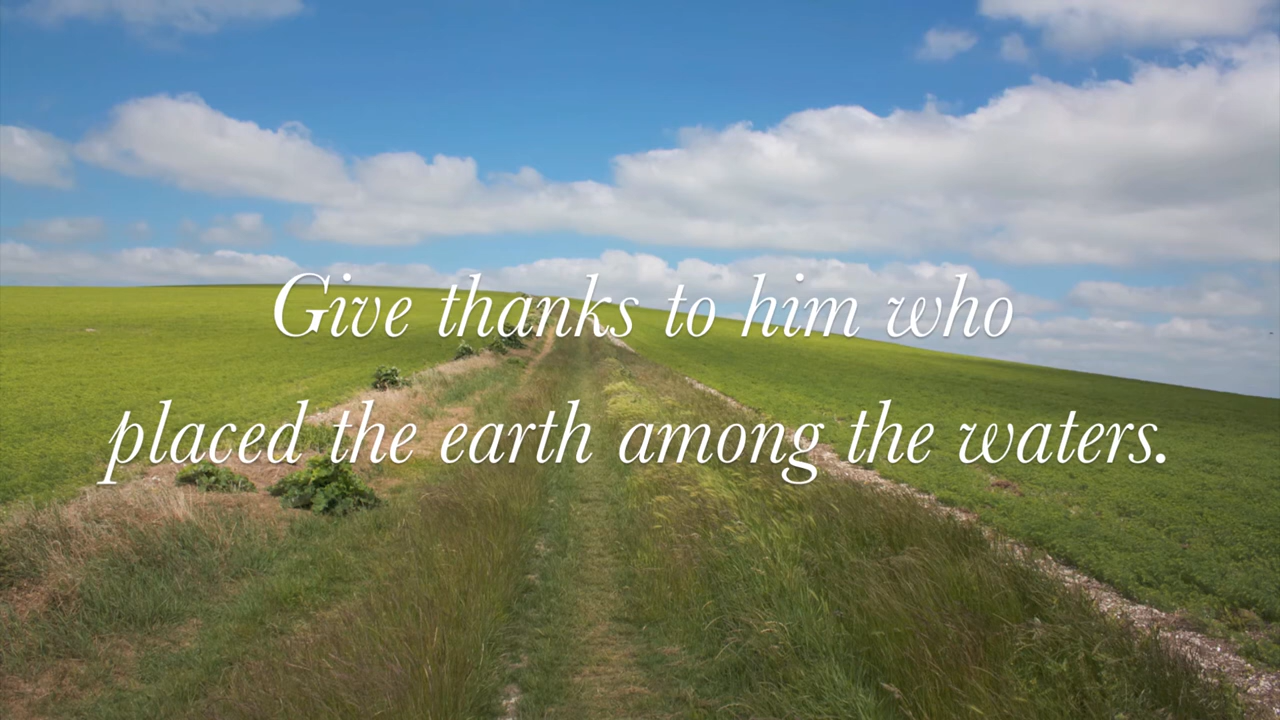 Give thanks to him who
placed the earth among the waters.